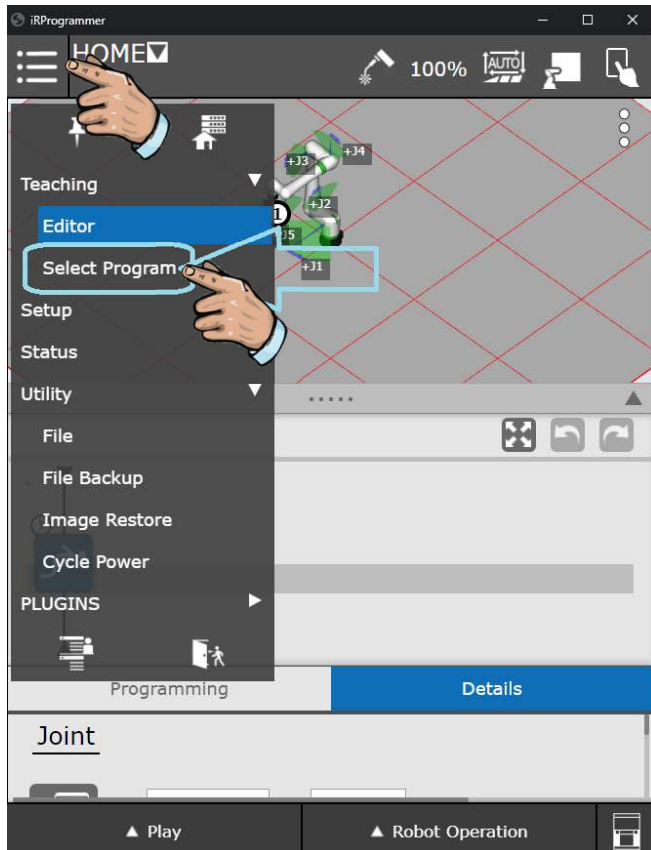 iRProgrammer
HOME
100%
AUTO
+J3
+J4
+J2
J5
+J1
Teaching
Editor
Select Program
Setup
Status
Utility
File
File Backup
Image Restore
Cycle Power
PLUGINS
Programming
Details
Joint
Play
Robot Operation